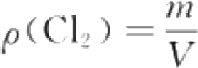 ρ(Cl₂) = m/V